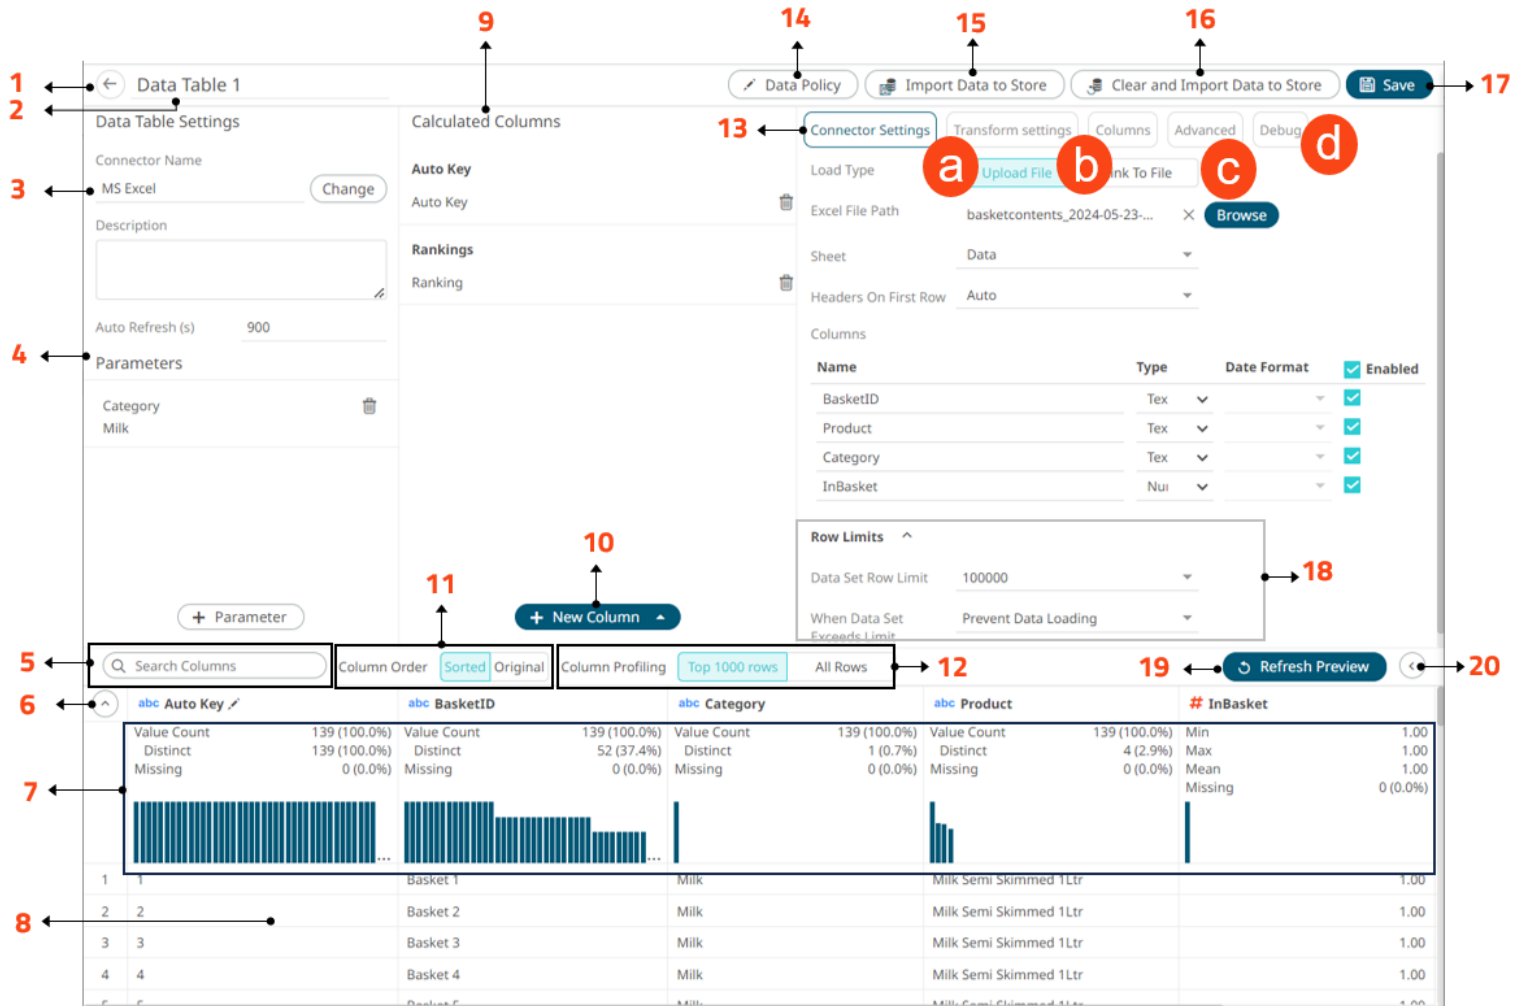 9
14
15
16
1
Data Table 1
Data Policy
Import Data to Store
Clear and Import Data to Store
Save
17
2
Data Table Settings
Calculated Columns
13
Connector Settings
Transform settings
Columns
Advanced
Debug
a
b
c
d
Connector Name
Auto Key
Load Type
Upload File
nk To File
3
MS Excel
Change
Auto Key
Excel File Path
basketcontents_2024-05-23-...
Browse
Description
Rankings
Sheet
Data
Ranking
Headers On First Row
Auto
Auto Refresh (s)
900
Columns
4
Parameters
Name
Type
Date Format
Enabled
Category
Milk
BasketID
Tex
Product
Tex
Category
Tex
InBasket
Nui
Row Limits
10
18
11
Data Set Row Limit
100000
+ Parameter
+ New Column
When Data Set
Exceeds Limit
Prevent Data Loading
5
Search Columns
Column Order
Sorted
Original
Column Profiling
Top 1000 rows
All Rows
12
19
Refresh Preview
20
6
abc Auto Key
abc BasketID
abc Category
abc Product
# InBasket
Value Count 139 (100.0%)
Distinct 139 (100.0%)
Missing 0 (0.0%)
Value Count 139 (100.0%)
Distinct 52 (37.4%)
Missing 0 (0.0%)
Value Count 139 (100.0%)
Distinct 1 (0.7%)
Missing 0 (0.0%)
Value Count 139 (100.0%)
Distinct 4 (2.9%)
Missing 0 (0.0%)
Min 1.00
Max 1.00
Mean 1.00
Missing 0 (0.0%)
7
...
...
1 1 Basket 1 Milk Milk Semi Skimmed 1Ltr 1.00
8
2 2 Basket 2 Milk Milk Semi Skimmed 1Ltr 1.00
3 3 Basket 3 Milk Milk Semi Skimmed 1Ltr 1.00
4 4 Basket 4 Milk Milk Semi Skimmed 1Ltr 1.00